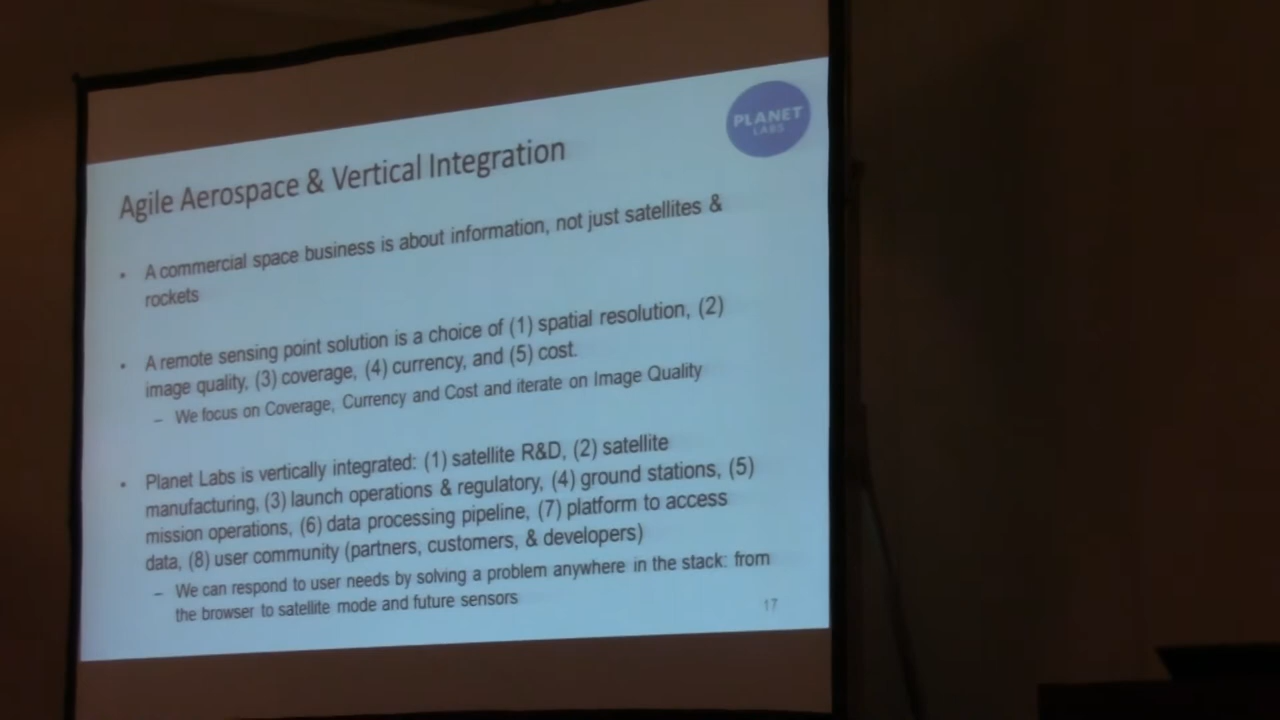 PLANET
LABS
Agile Aerospace & Vertical Integration
• A commercial space business is about information, not just satellites &
rockets
• A remote sensing point solution is a choice of (1) spatial resolution, (2)
image quality, (3) coverage, (4) currency, and (5) cost.
– We focus on Coverage, Currency and Cost and iterate on Image Quality
• Planet Labs is vertically integrated: (1) satellite R&D, (2) satellite
manufacturing, (3) launch operations & regulatory, (4) ground stations, (5)
mission operations, (6) data processing pipeline, (7) platform to access
data, (8) user community (partners, customers, & developers)
– We can respond to user needs by solving a problem anywhere in the stack: from
the browser to satellite mode and future sensors
17